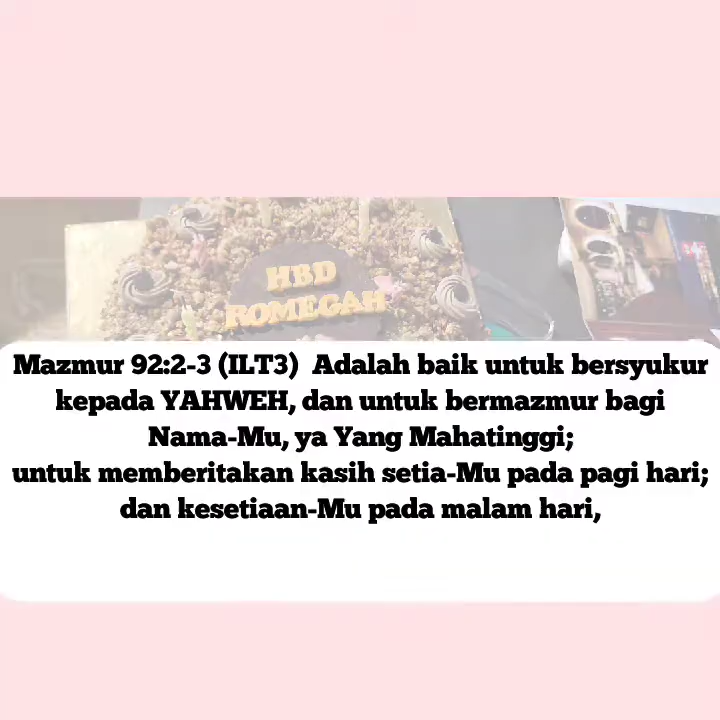 HBD
ROMEGAH
Mazmur 92:2-3 (ILT3)  Adalah baik untuk bersyukur
kepada YAHWEH, dan untuk bermazmur bagi
Nama-Mu, ya Yang Mahatinggi;
untuk memberitakan kasih setia-Mu pada pagi hari;
dan kesetiaan-Mu pada malam hari,